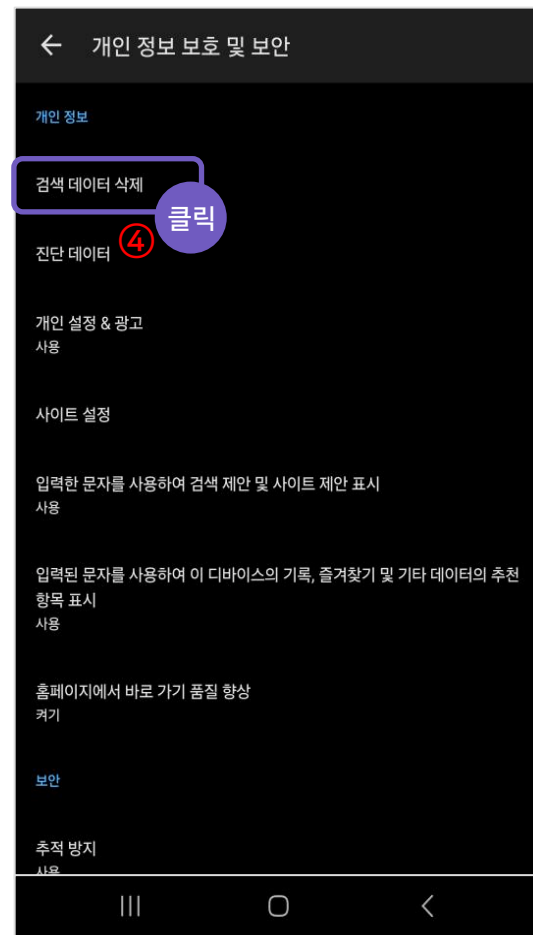 개인 정보 보호 및 보안
개인 정보
검색 데이터 삭제
클릭
④
진단 데이터
개인 설정 & 광고
사용
사이트 설정
입력한 문자를 사용하여 검색 제안 및 사이트 제안 표시
사용
입력된 문자를 사용하여 이 디바이스의 기록, 즐겨찾기 및 기타 데이터의 추천
항목 표시
사용
홈페이지에서 바로 가기 품질 향상
켜기
보안
추적 방지
사용